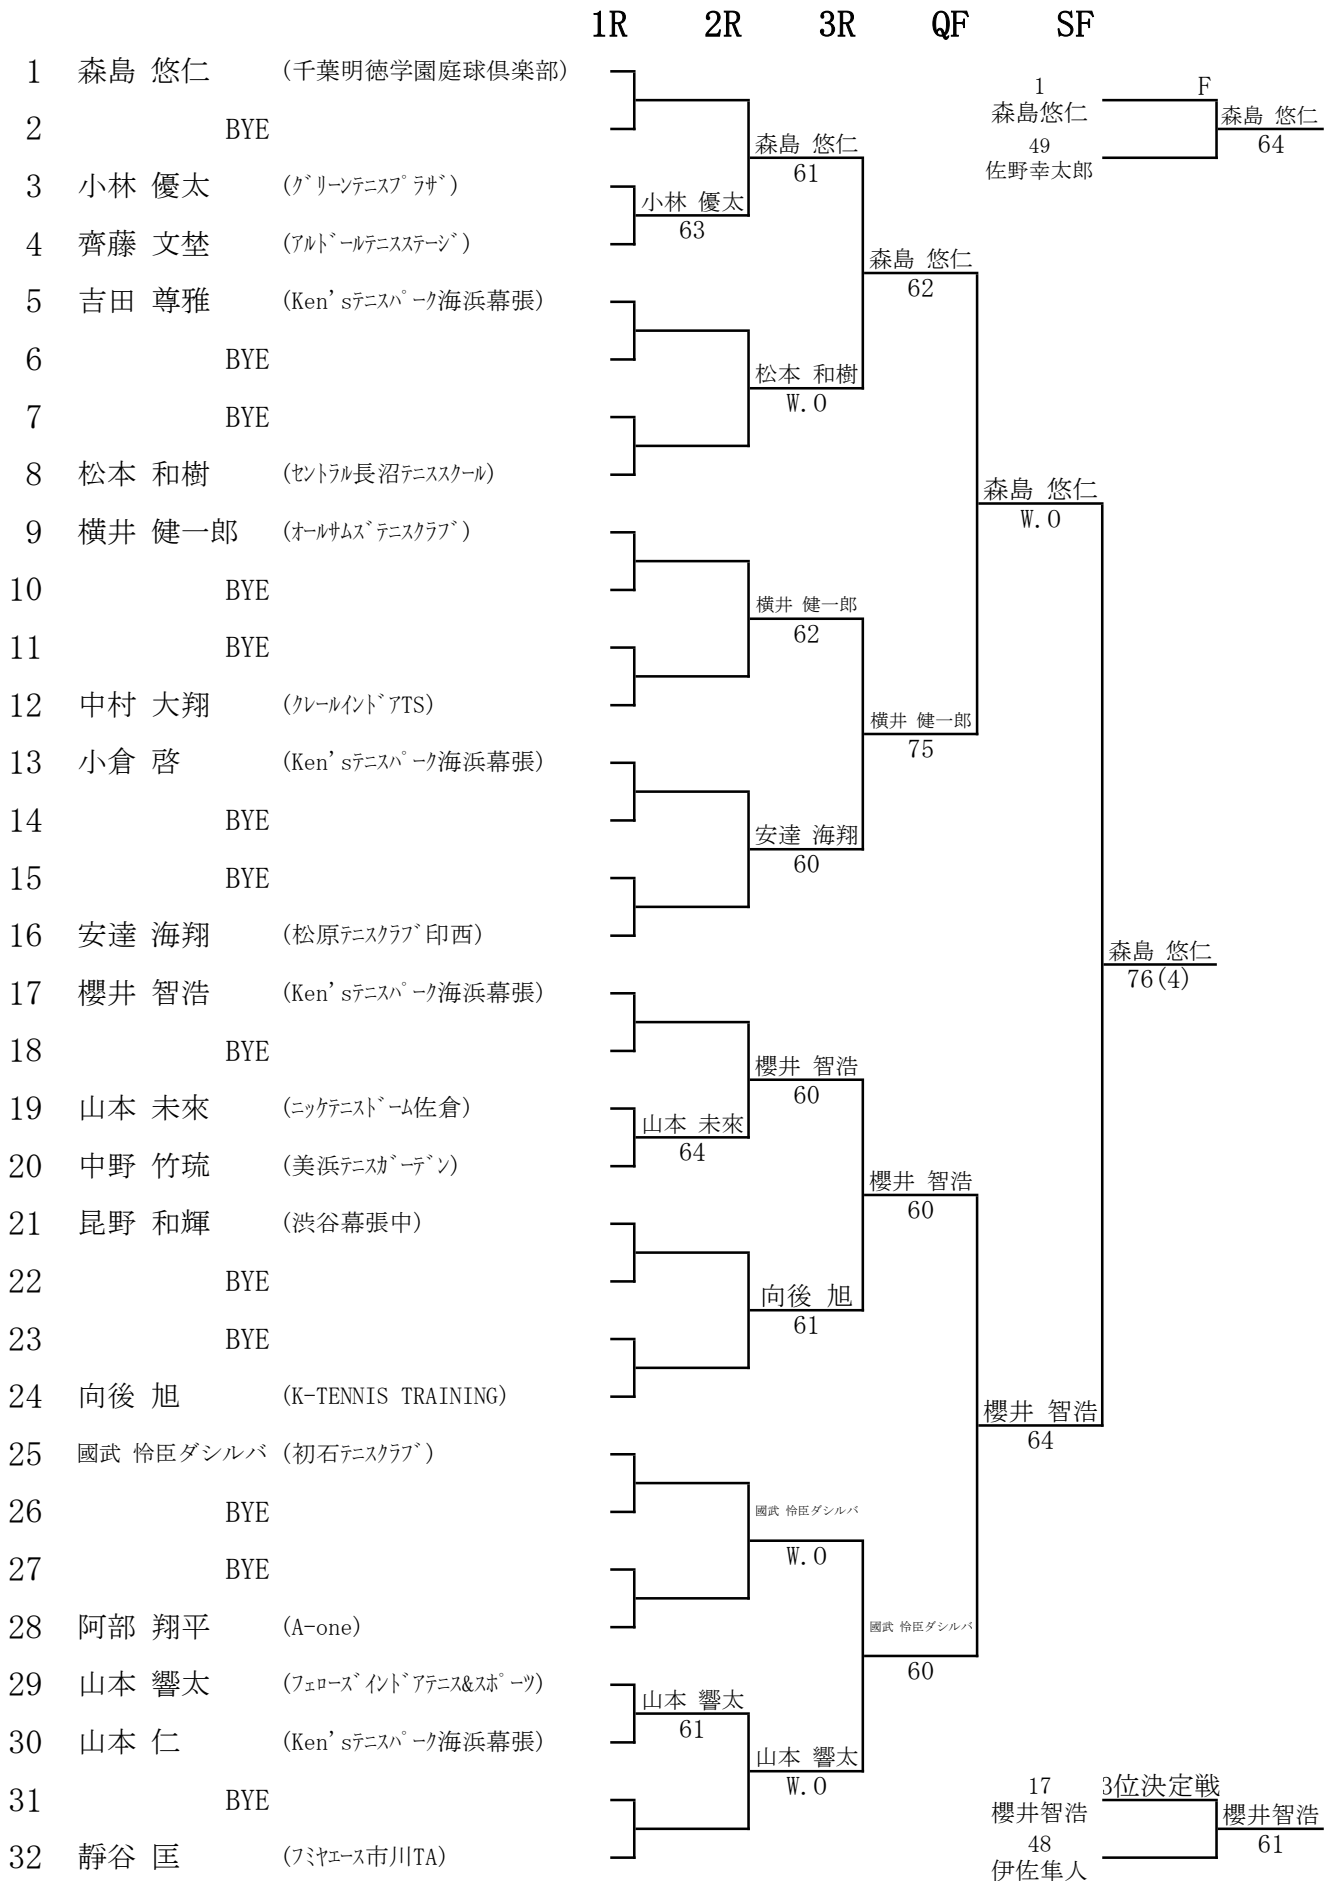 1R 2R 3R QF SF
1 森島 悠仁 (千葉明徳学園庭球倶楽部)
1 F
森島悠仁 森島 悠仁
2 BYE
49 64
佐野幸太郎
森島 悠仁
61
3 小林 優太 (グリーンテニスプラザ)
小林 優太
63
4 齊藤 文埜 (アルドールテニスステージ)
森島 悠仁
62
5 吉田 尊雅 (Ken'sテニスパーク海浜幕張)
6 BYE
松本 和樹
W.O
7 BYE
8 松本 和樹 (セントラル長沼テニススクール)
森島 悠仁
W.O
9 横井 健一郎 (オールサムズテニスクラブ)
10 BYE
横井 健一郎
62
11 BYE
12 中村 大翔 (クレールインドアTS)
横井 健一郎
75
13 小倉 啓 (Ken'sテニスパーク海浜幕張)
14 BYE
安達 海翔
60
15 BYE
16 安達 海翔 (松原テニスクラブ印西)
森島 悠仁
76(4)
17 櫻井 智浩 (Ken'sテニスパーク海浜幕張)
18 BYE
櫻井 智浩
60
19 山本 未來 (ニッケテニスドーム佐倉)
山本 未來
64
20 中野 竹琉 (美浜テニスガーデン)
櫻井 智浩
60
21 昆野 和輝 (渋谷幕張中)
22 BYE
向後 旭
61
23 BYE
24 向後 旭 (K-TENNIS TRAINING)
櫻井 智浩
64
25 國武 怜臣ダシルバ (初石テニスクラブ)
26 BYE
國武 怜臣ダシルバ
W.O
27 BYE
28 阿部 翔平 (A-one)
國武 怜臣ダシルバ
60
29 山本 響太 (フェローズインドアテニス&スポーツ)
山本 響太
61
30 山本 仁 (Ken'sテニスパーク海浜幕張)
山本 響太
W.O
31 BYE
17 3位決定戦
櫻井智浩 櫻井智浩
48 61
伊佐隼人
32 靜谷 匡 (フミヤエース市川TA)